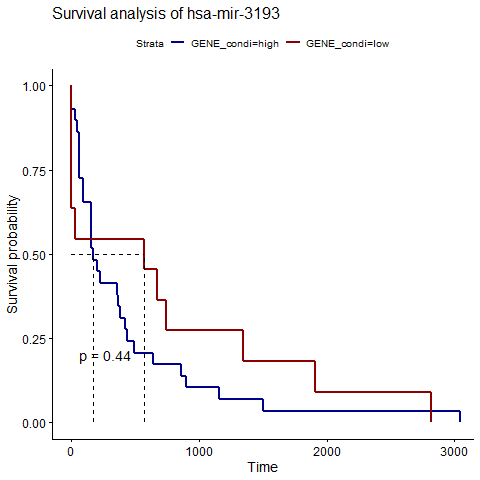 Survival analysis of hsa-mir-3193
Strata GENE_condi=high GENE_condi=low
Survival probability
1.00
0.75
0.50
0.25
0.00
p = 0.44
0 1000 2000 3000
Time